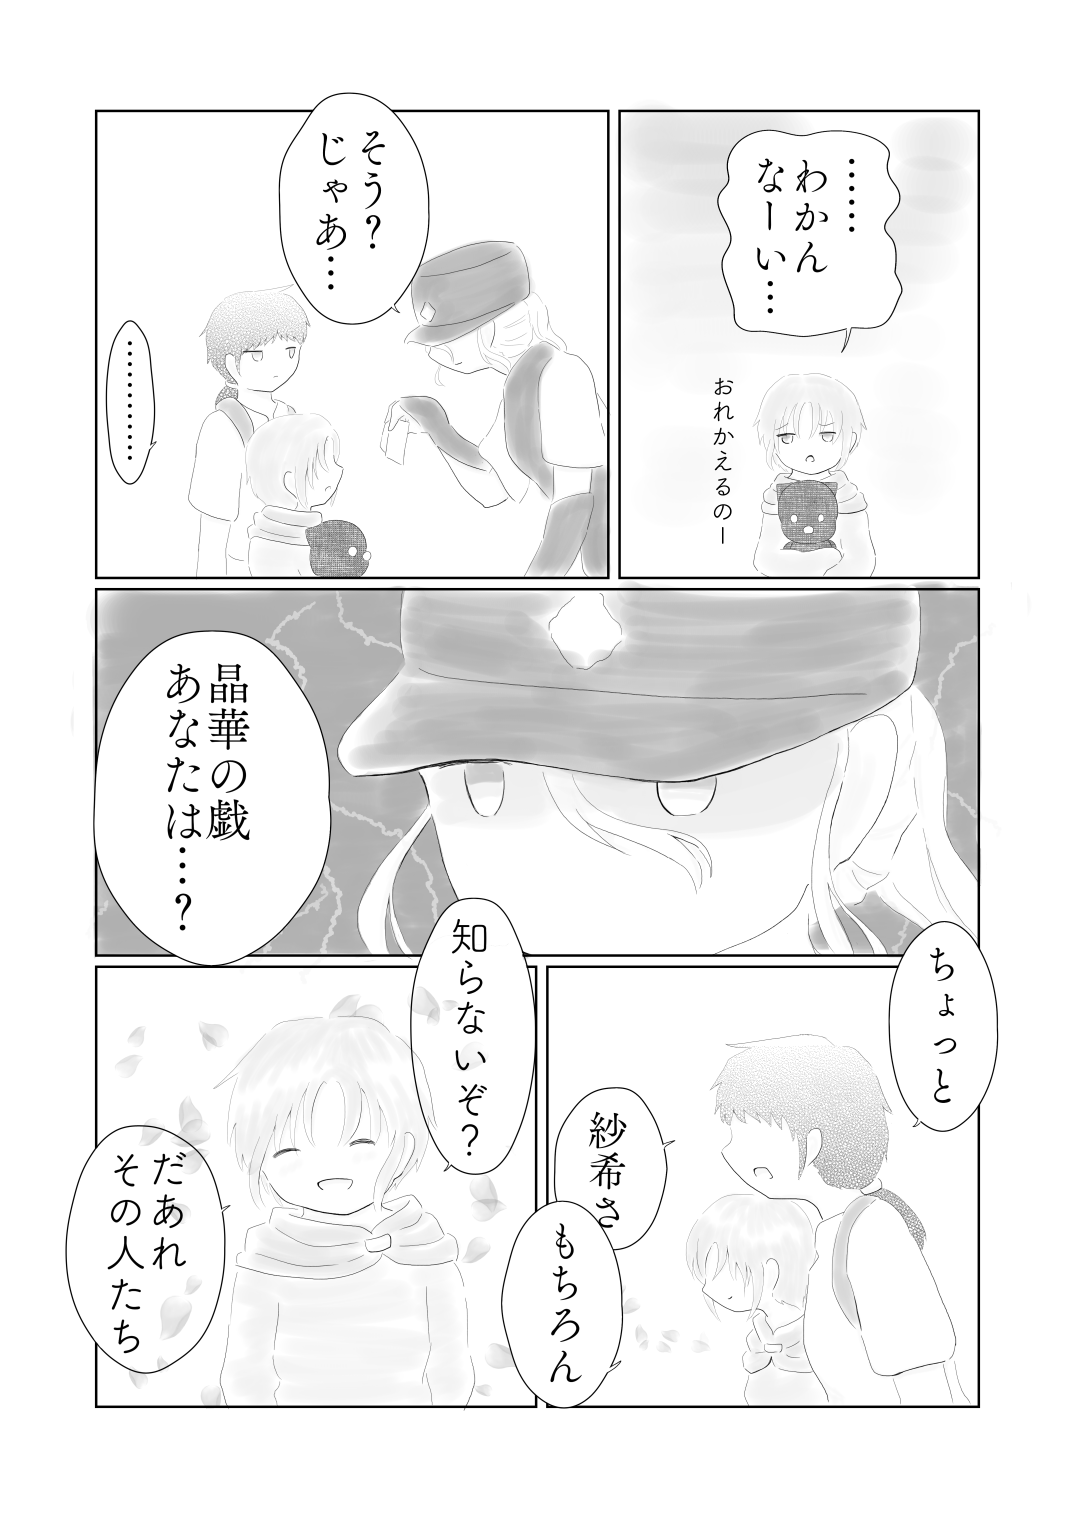 ……
わかん
なーい…
おれかえるのー
そう?
じゃあ…
…………
晶華の戯
あなたは…?
ちょっと
紗希さ
もちろん
知らないぞ?
だあれ
その人たち